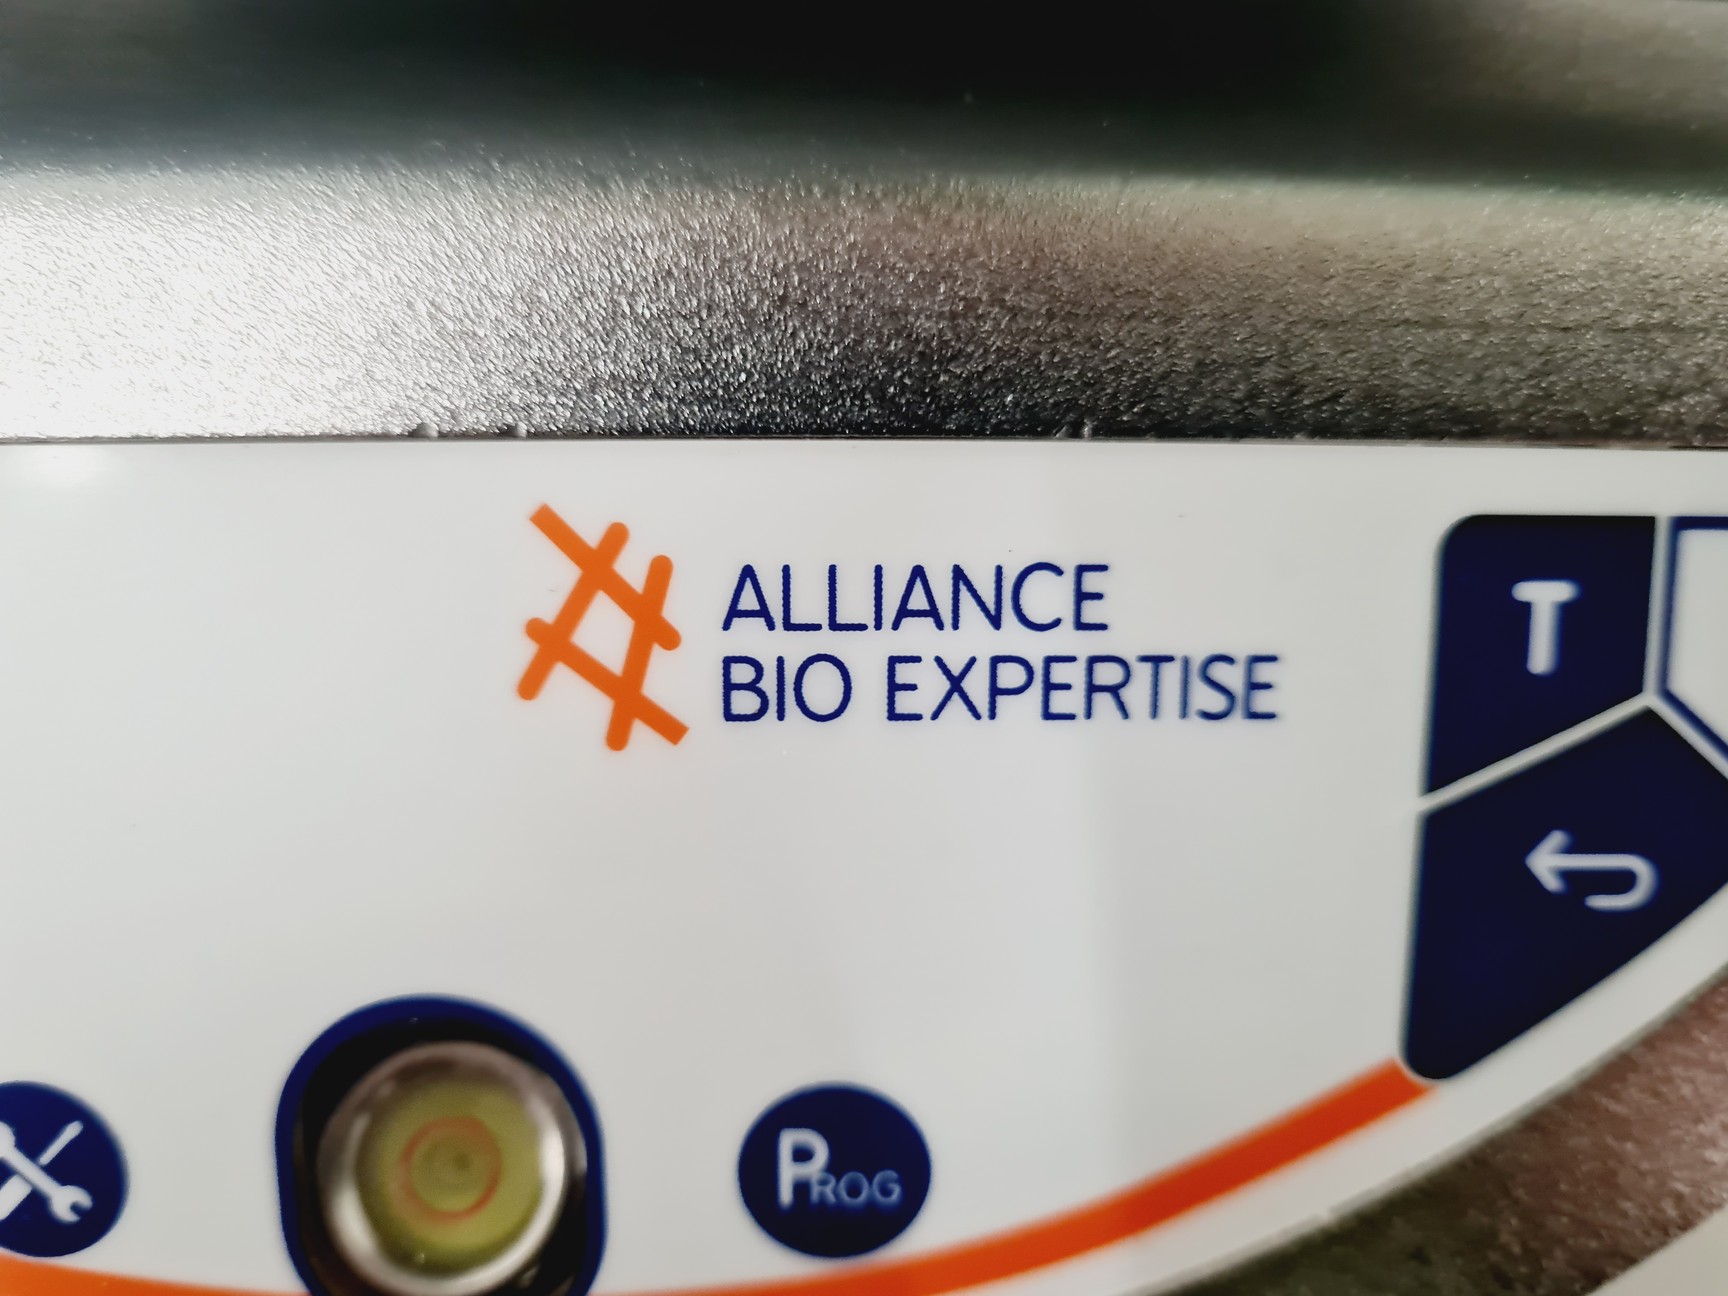 ALLIANCE
BIO EXPERTISE
T
PROG